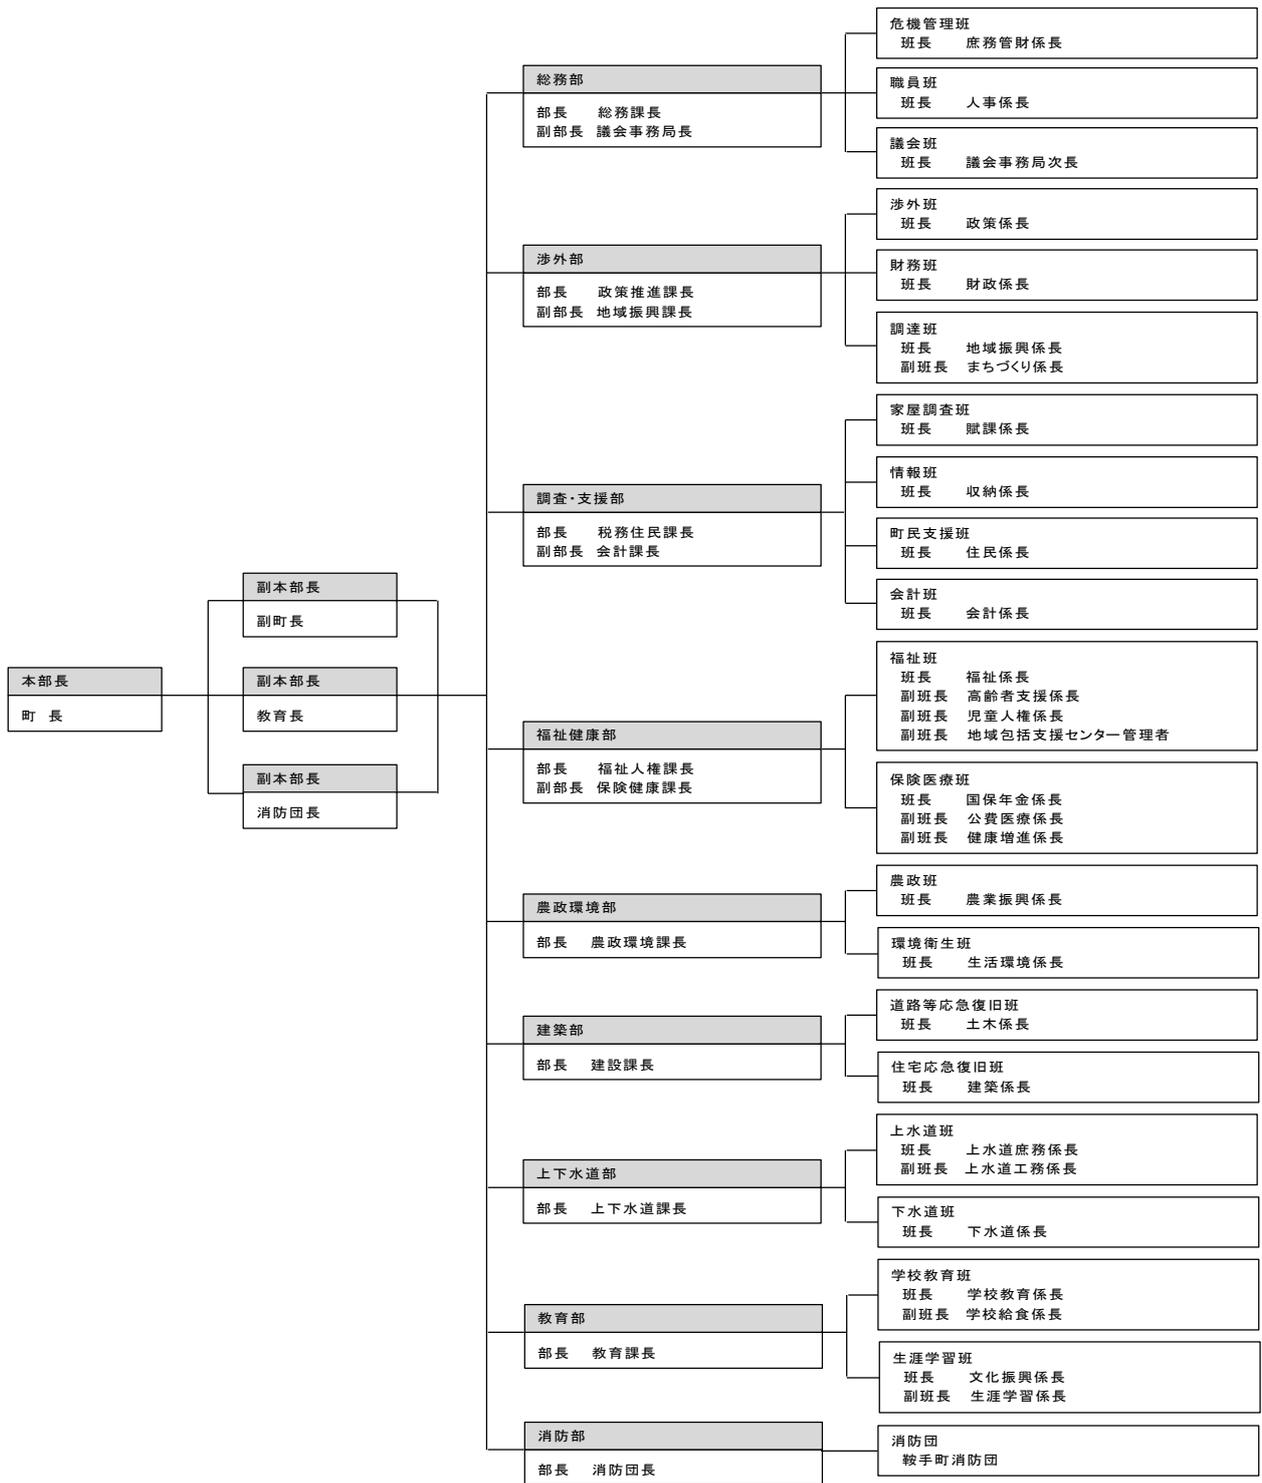 本部長
町 長
副本部長
副町長
副本部長
教育長
副本部長
消防団長
総務部
部長 総務課長
副部長 議会事務局長
危機管理班
班長 庶務管財係長
職員班
班長 人事係長
議会班
班長 議会事務局次長
渉外部
部長 政策推進課長
副部長 地域振興課長
渉外班
班長 政策係長
財務班
班長 財政係長
調達班
班長 地域振興係長
副班長 まちづくり係長
調査・支援部
部長 税務住民課長
副部長 会計課長
家屋調査班
班長 賦課係長
情報班
班長 収納係長
町民支援班
班長 住民係長
会計班
班長 会計係長
福祉健康部
部長 福祉人権課長
副部長 保険健康課長
福祉班
班長 福祉係長
副班長 高齢者支援係長
副班長 児童人権係長
副班長 地域包括支援センター管理者
保険医療班
班長 国保年金係長
副班長 公費医療係長
副班長 健康増進係長
農政環境部
部長 農政環境課長
農政班
班長 農業振興係長
環境衛生班
班長 生活環境係長
建築部
部長 建設課長
道路等応急復旧班
班長 土木係長
住宅応急復旧班
班長 建築係長
上下水道部
部長 上下水道課長
上水道班
班長 上水道庶務係長
副班長 上水道工務係長
下水道班
班長 下水道係長
教育部
部長 教育課長
学校教育班
班長 学校教育係長
副班長 学校給食係長
生涯学習班
班長 文化振興係長
副班長 生涯学習係長
消防部
部長 消防団長
消防団
鞍手町消防団